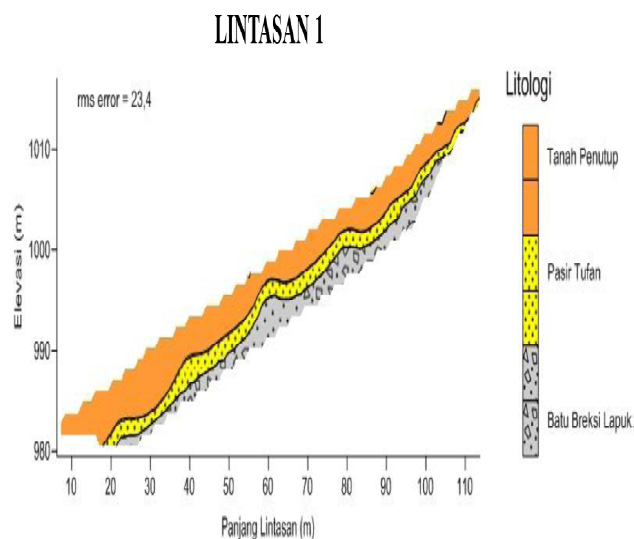 LINTASAN 1
rms error = 23,4
Litologi
Tanah Penutup
Pasir Tufan
Batu Breksi Lapuk
Elevasi (m)
1010
1000
990
980
10 20 30 40 50 60 70 80 90 100 110
Panjang Lintasan (m)